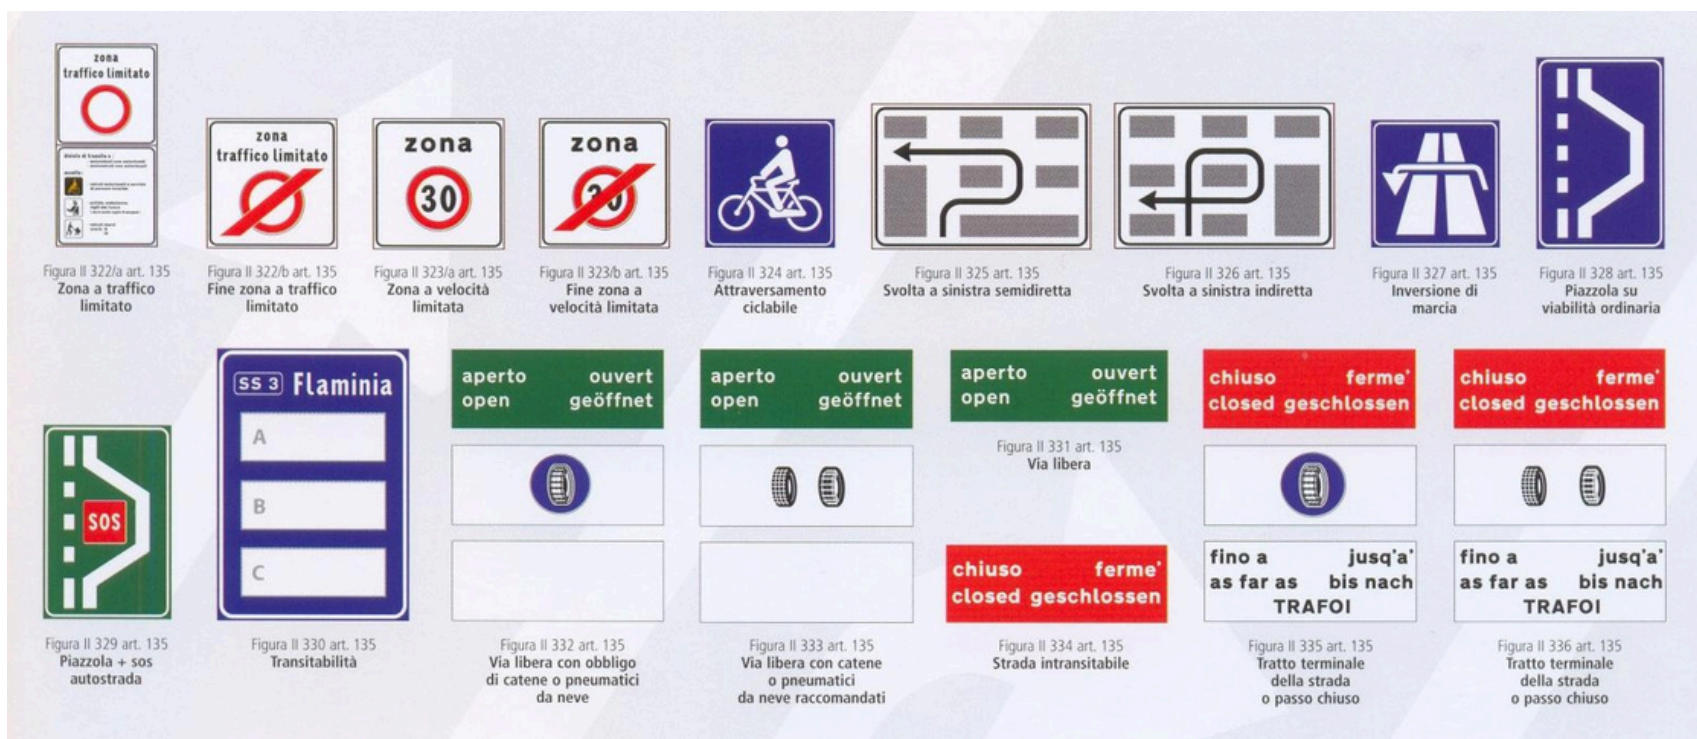 zona
traffico limitato
zona
traffico limitato
zona
30
zona
30
Figura II 322/a art. 135
Zona a traffico
limitato
Figura II 322/b art. 135
Fine zona a traffico
limitato
Figura II 323/a art. 135
Zona a velocità
limitata
Figura II 323/b art. 135
Fine zona a
velocità limitata
Figura II 324 art. 135
Attraversamento
ciclabile
Figura II 325 art. 135
Svolta a sinistra semidiretta
Figura II 326 art. 135
Svolta a sinistra indiretta
Figura II 327 art. 135
Inversione di
marcia
Figura II 328 art. 135
Piazzola su
viabilità ordinaria
SOS
Figura II 329 art. 135
Piazzola + sos
autostrada
SS 3 Flaminia
A
B
C
Figura II 330 art. 135
Transitabilità
aperto ouvert
open geöffnet
Figura II 332 art. 135
Via libera con obbligo
di catene o pneumatici
da neve
aperto ouvert
open geöffnet
Figura II 333 art. 135
Via libera con catene
o pneumatici
da neve raccomandati
aperto ouvert
open geöffnet
Figura II 331 art. 135
Via libera
chiuso ferme'
closed geschlossen
Figura II 334 art. 135
Strada intransitabile
chiuso ferme'
closed geschlossen
fino a jusq'a'
as far as bis nach
TRAFOI
Figura II 335 art. 135
Tratto terminale
della strada
o passo chiuso
chiuso ferme'
closed geschlossen
fino a jusq'a'
as far as bis nach
TRAFOI
Figura II 336 art. 135
Tratto terminale
della strada
o passo chiuso